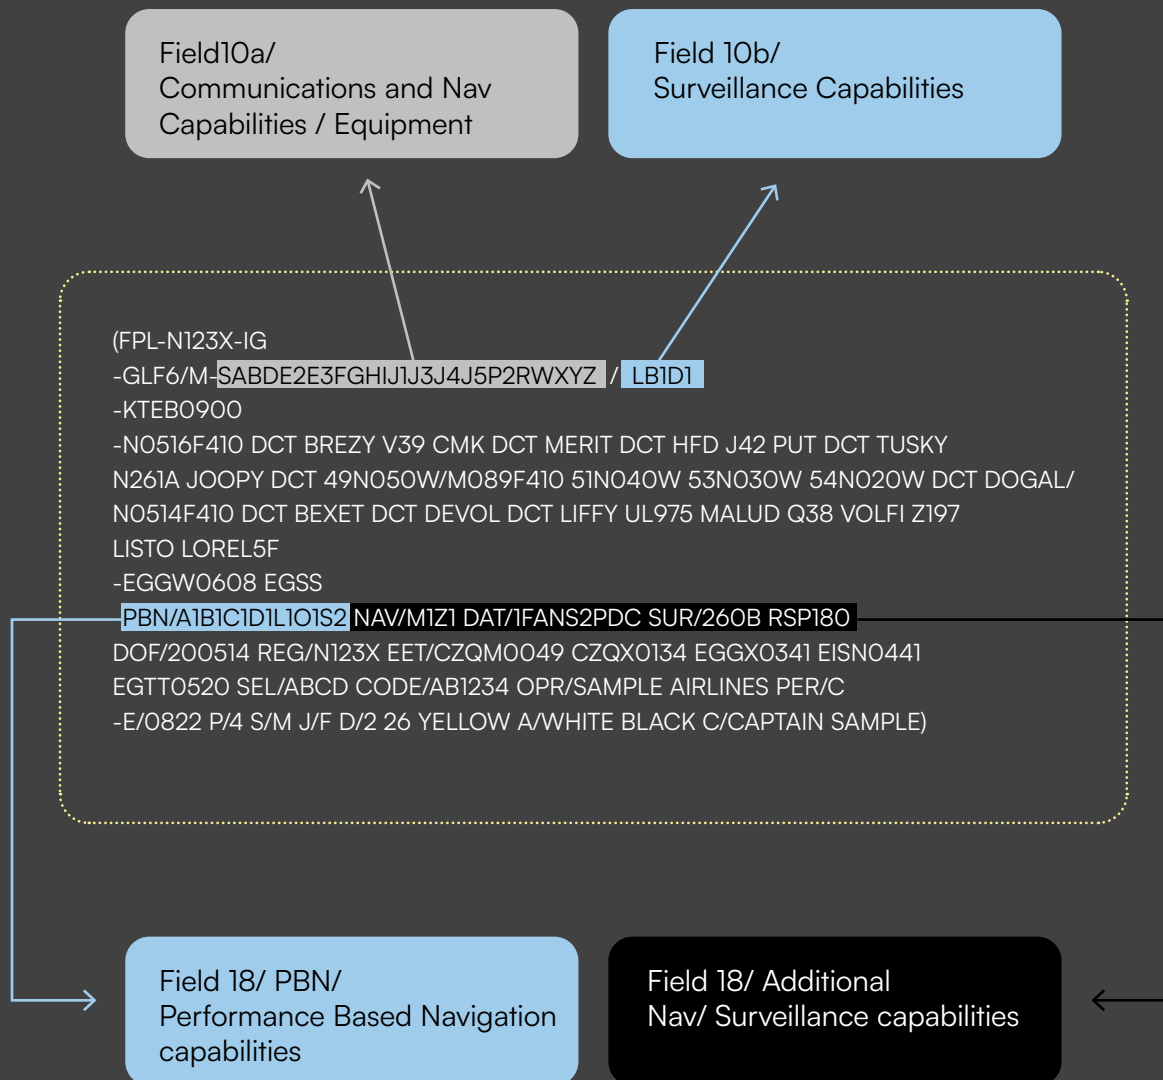 Field10a/
Communications and Nav
Capabilities / Equipment
Field 10b/
Surveillance Capabilities
(FPL-N123X-IG
-GLF6/M-SABDE2E3FGHIJ1J3J4J5P2RWXYZ / LB1D1
-KTEB0900
-N0516F410 DCT BREZY V39 CMK DCT MERIT DCT HFD J42 PUT DCT TUSKY
N261A JOOPY DCT 49N050W/M089F410 51N040W 53N030W 54N020W DCT DOGAL/
N0514F410 DCT BEXET DCT DEVOL DCT LIFFY UL975 MALUD Q38 VOLFI Z197
LISTO LOREL5F
-EGGW0608 EGSS
PBN/A1B1C1D1L1O1S2 NAV/M1Z1 DAT/1FANS2PDC SUR/260B RSP180
DOF/200514 REG/N123X EET/CZQM0049 CZQX0134 EGGX0341 EISN0441
EGTT0520 SEL/ABCD CODE/AB1234 OPR/SAMPLE AIRLINES PER/C
-E/0822 P/4 S/M J/F D/2 26 YELLOW A/WHITE BLACK C/CAPTAIN SAMPLE)
Field 18/ PBN/
Performance Based Navigation
capabilities
Field 18/ Additional
Nav/ Surveillance capabilities